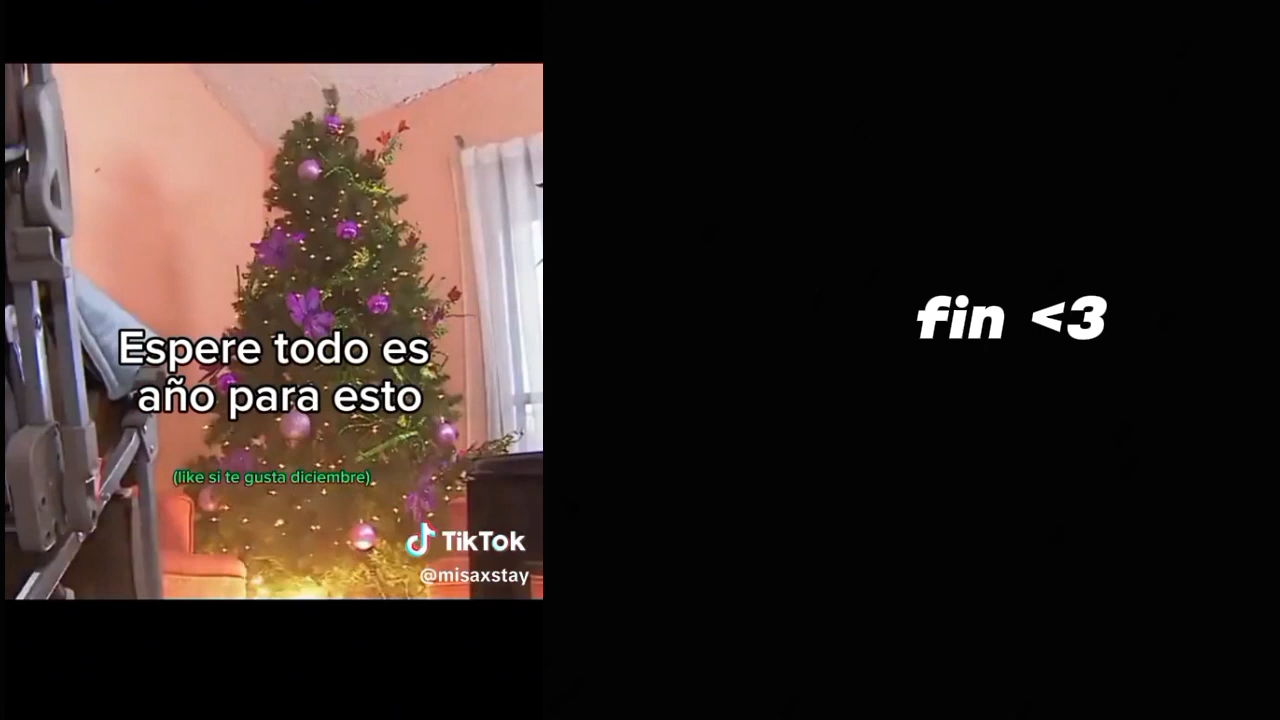 Espere todo es
año para esto
(like si te gusta diciembre)
TikTok
@misaxstay
fin <3